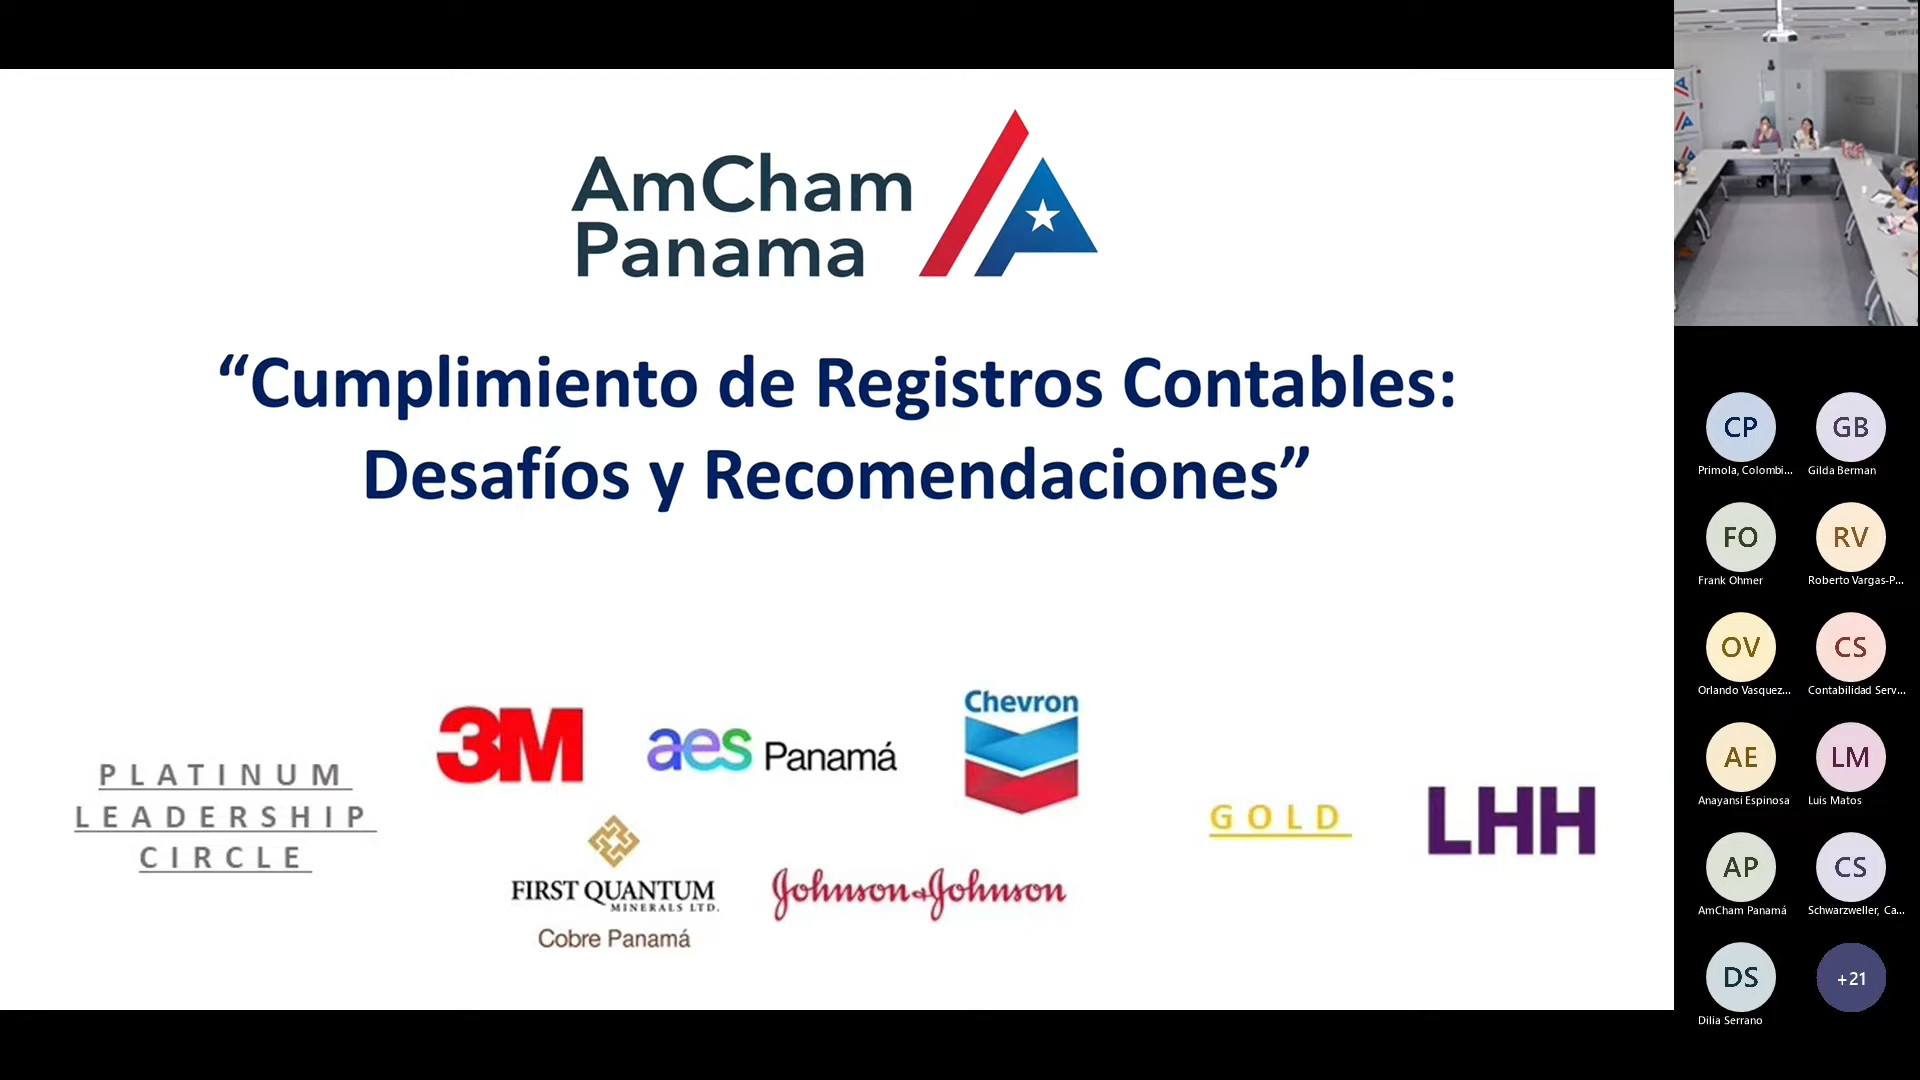 AmCham
Panama
“Cumplimiento de Registros Contables:
Desafíos y Recomendaciones”
PLATINUM
LEADERSHIP
CIRCLE
3M
aes Panamá
Chevron
FIRST QUANTUM
MINERALS LTD.
Cobre Panamá
Johnson & Johnson
GOLD
LHH
CP
Primola, Colombi...
GB
Gilda Berman
FO
Frank Ohmer
RV
Roberto Vargas-P...
OV
Orlando Vasquez...
CS
Contabilidad Serv...
AE
Anayansi Espinosa
LM
Luis Matos
AP
AmCham Panamá
CS
Schwarzweller, Ca...
DS
Dilia Serrano
+21